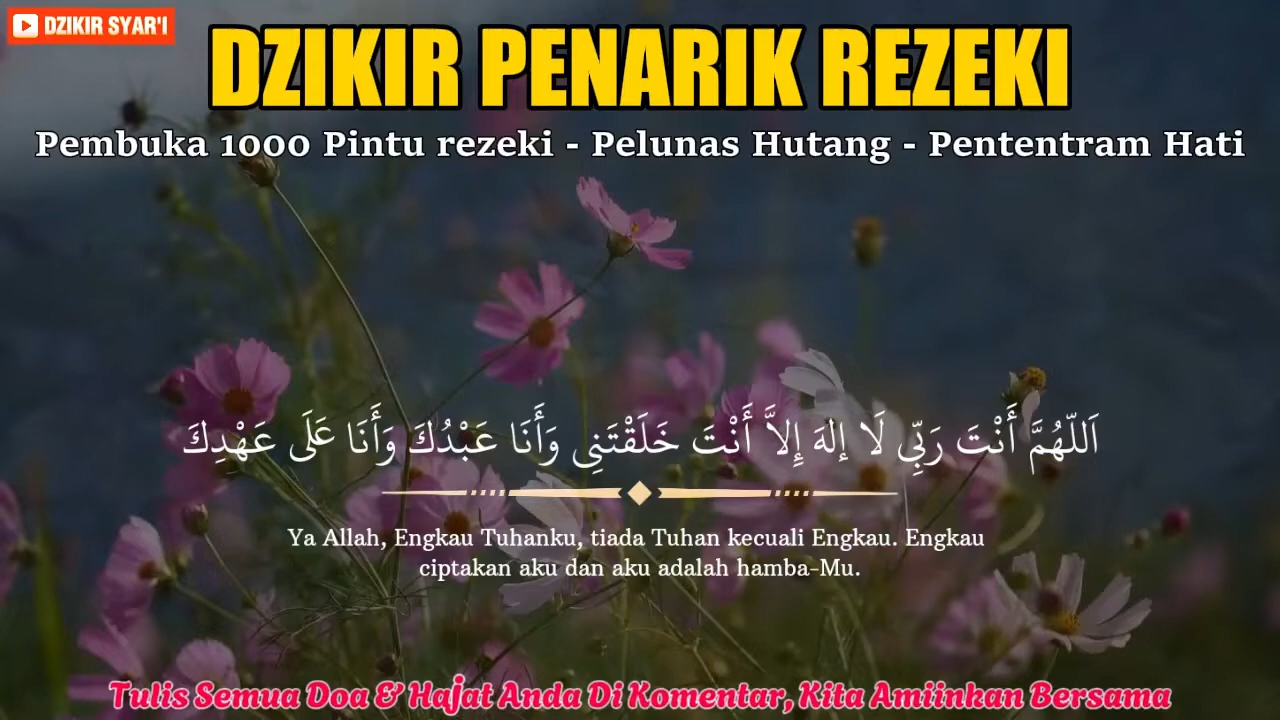 DZIKIR SYAR'I
DZIKIR PENARIK REZEKI
Pembuka 1000 Pintu rezeki - Pelunas Hutang - Pententram Hati
اَللّهُمَّ أَنْتَ رَبِّي لَا إلهَ إِلاَّ أَنْتَ خَلَقْتَنِى وَأَنَا عَبْدُكَ وَأَنَا عَلَى عَهْدِكَ
Ya Allah, Engkau Tuhanku, tiada Tuhan kecuali Engkau. Engkau
ciptakan aku dan aku adalah hamba-Mu.
Tulis Semua Doa & Hajat Anda Di Komentar, Kita Amiinkan Bersama